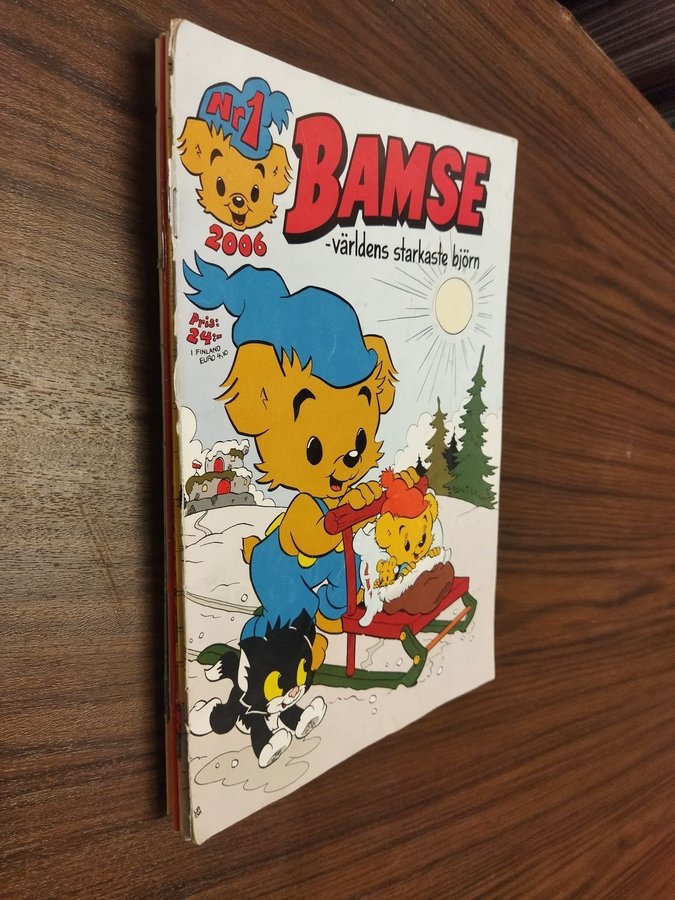 Nr 1
2006
BAMSE
-världens starkaste björn
Pris:
24:-
I FINLAND
EURO 4,10